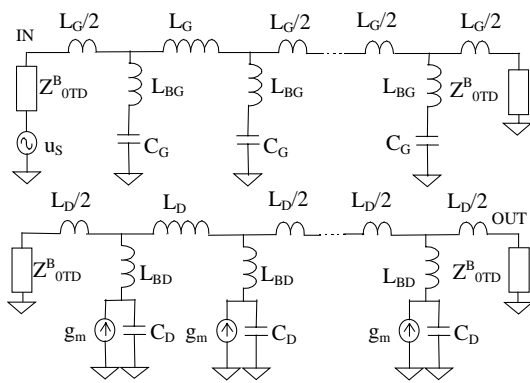 IN L_G/2 L_G L_G/2 L_G/2 L_G/2
Z^B_0TD L_BG L_BG L_BG Z^B_0TD
u_S C_G C_G C_G
L_D/2 L_D L_D/2 L_D/2 L_D/2
OUT
Z^B_0TD L_BD L_BD L_BD Z^B_0TD
g_m C_D g_m C_D g_m C_D